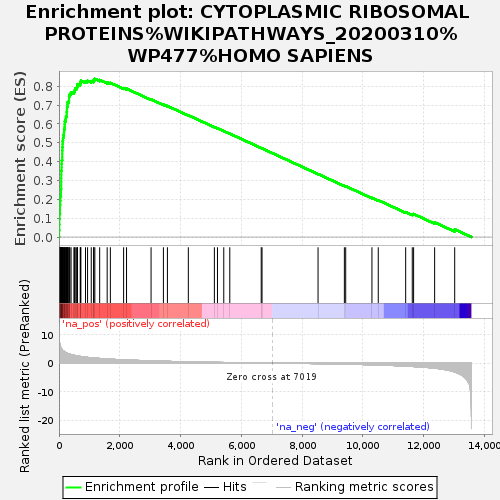 Enrichment plot: CYTOPLASMIC RIBOSOMAL
PROTEINS%WIKIPATHWAYS_20200310%
WP477%HOMO SAPIENS
Enrichment score (ES)
0.8
0.7
0.6
0.5
0.4
0.3
0.2
0.1
0.0
'na_pos' (positively correlated)
Ranked list metric (PreRanked)
10
5
0
-5
-10
-15
-20
Zero cross at 7019
'na_neg' (negatively correlated)
0
2,000
4,000
6,000
8,000
10,000
12,000
14,000
Rank in Ordered Dataset
Enrichment profile
Hits
Ranking metric scores